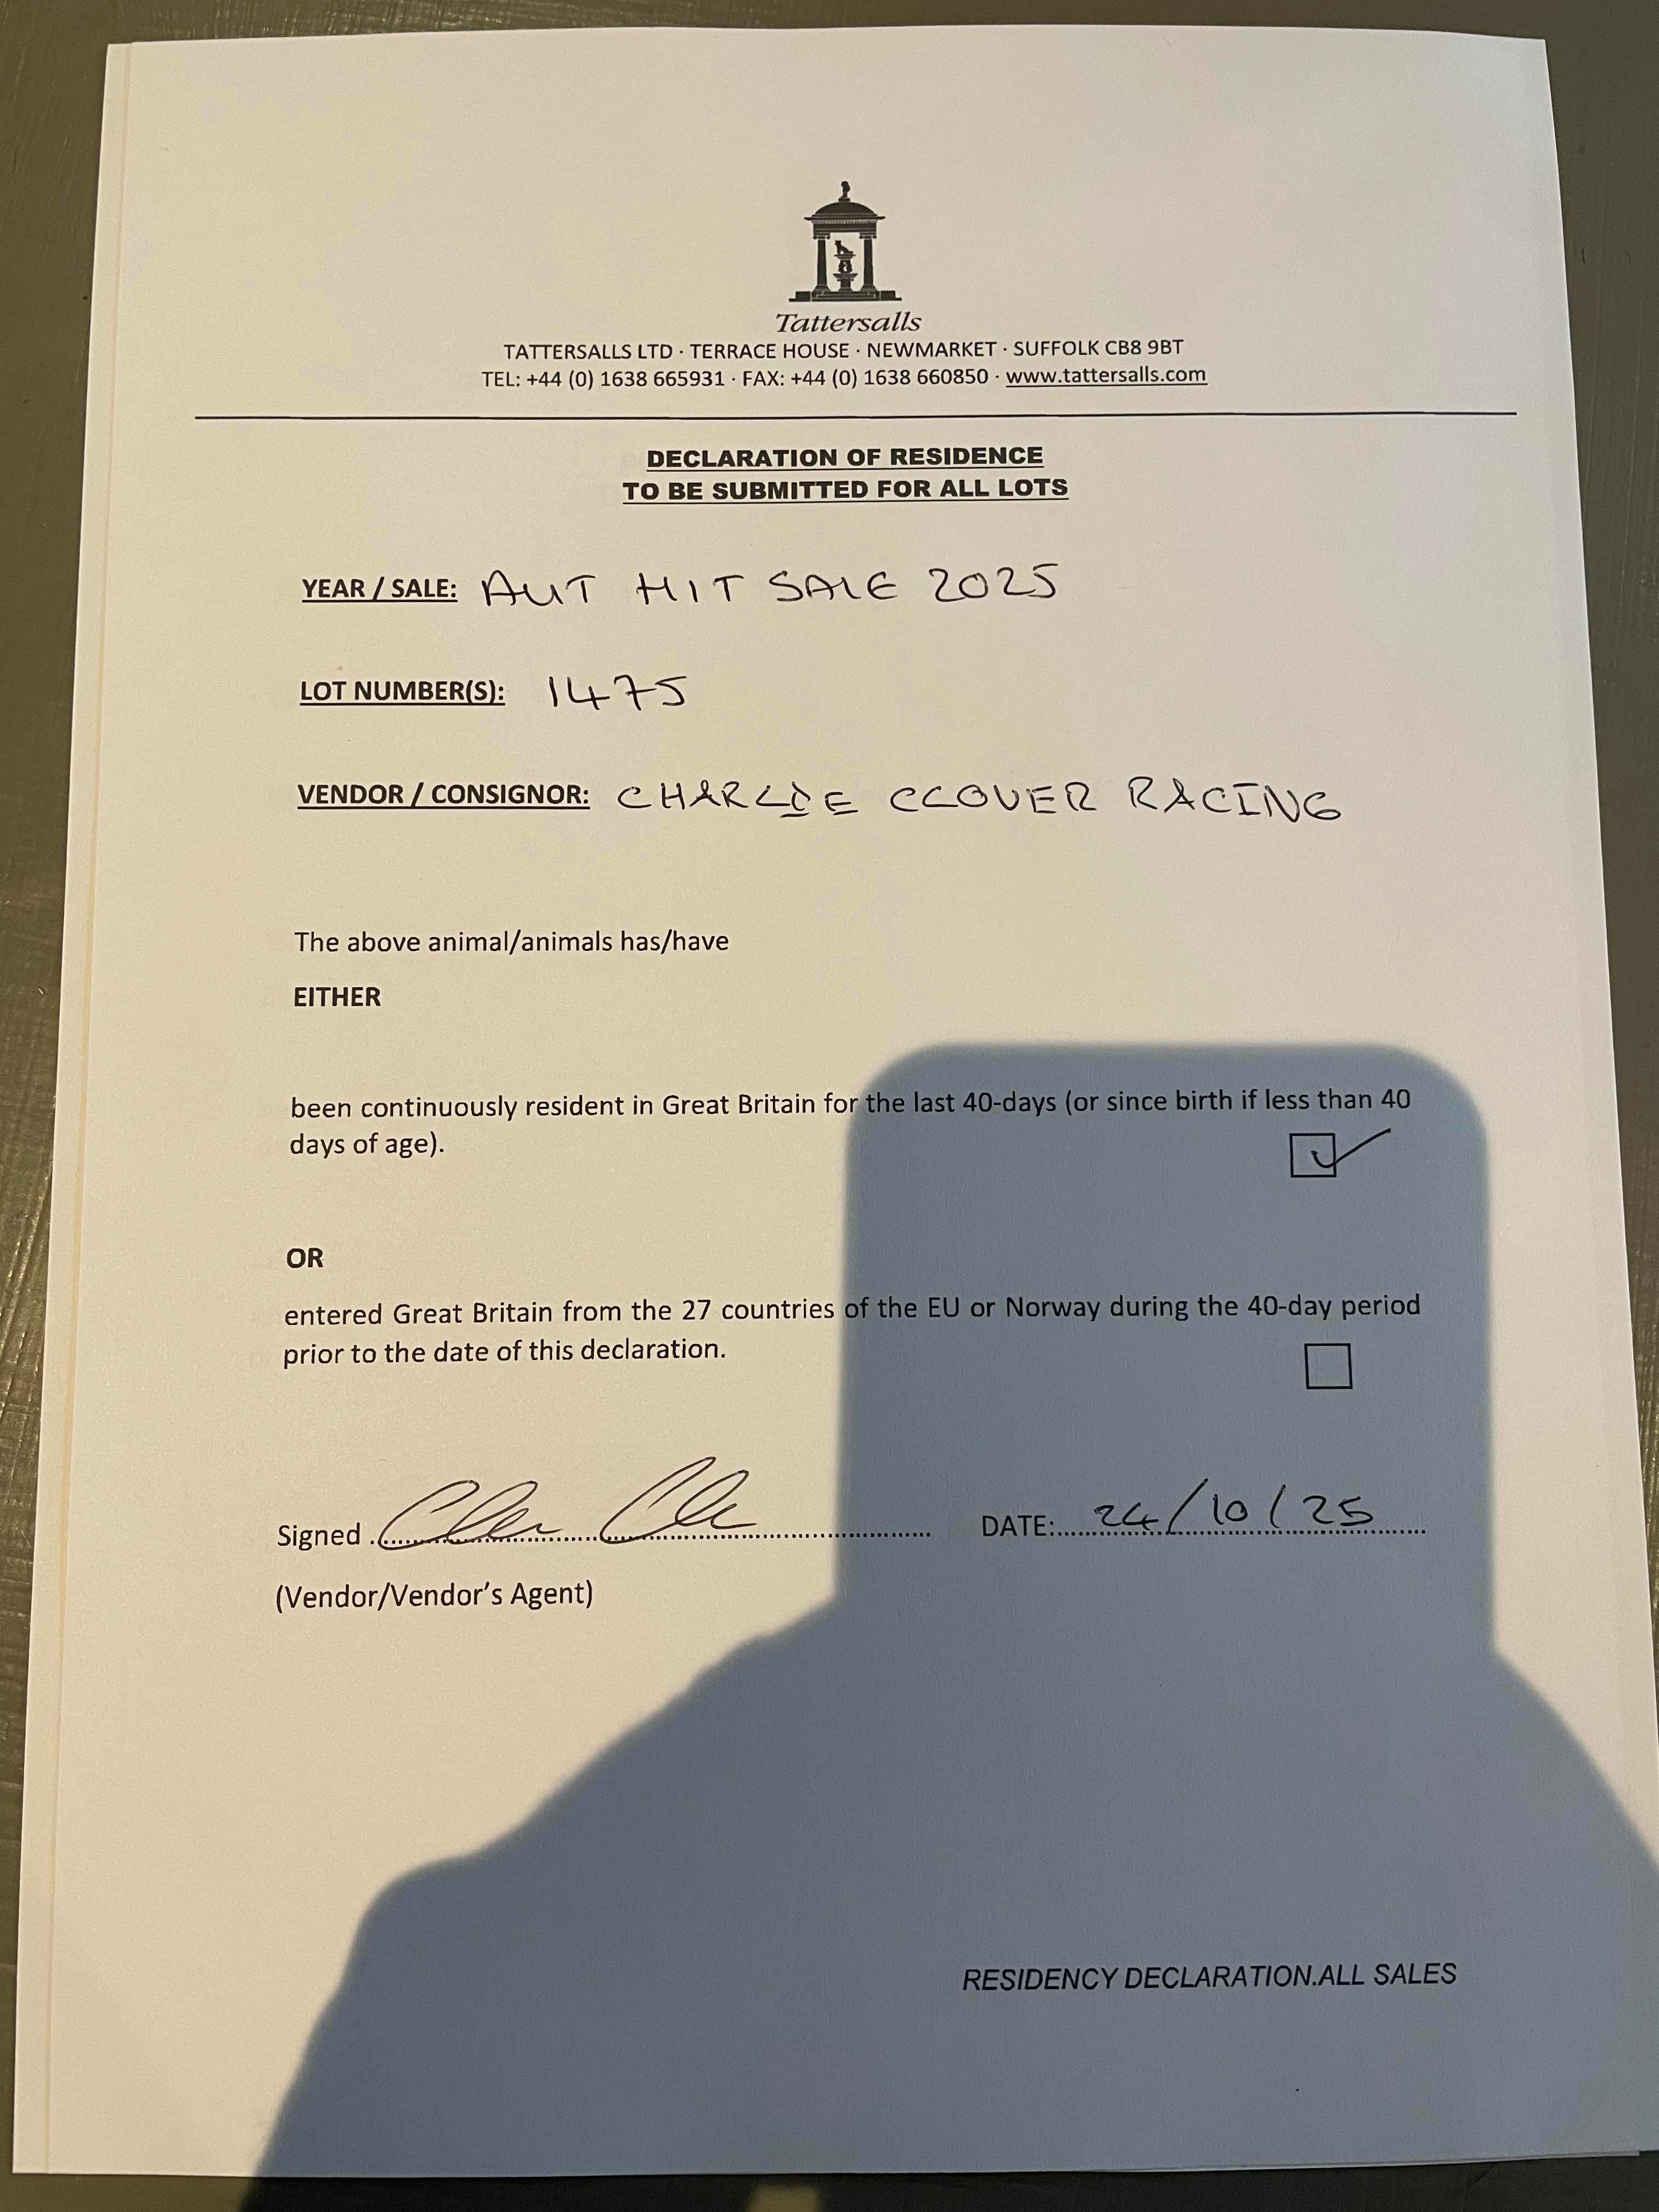 Tattersalls
TATTERSALLS LTD · TERRACE HOUSE · NEWMARKET · SUFFOLK CB8 9BT
TEL: +44 (0) 1638 665931 · FAX: +44 (0) 1638 660850 · www.tattersalls.com
DECLARATION OF RESIDENCE
TO BE SUBMITTED FOR ALL LOTS
YEAR / SALE: AUT HIT SALE 2025
LOT NUMBER(S): 1475
VENDOR / CONSIGNOR: CHARLIE CLOVER RACING
The above animal/animals has/have
EITHER
been continuously resident in Great Britain for the last 40-days (or since birth if less than 40
days of age).
OR
entered Great Britain from the 27 countries of the EU or Norway during the 40-day period
prior to the date of this declaration.
Signed DATE: 24/10/25
(Vendor/Vendor's Agent)
RESIDENCY DECLARATION.ALL SALES